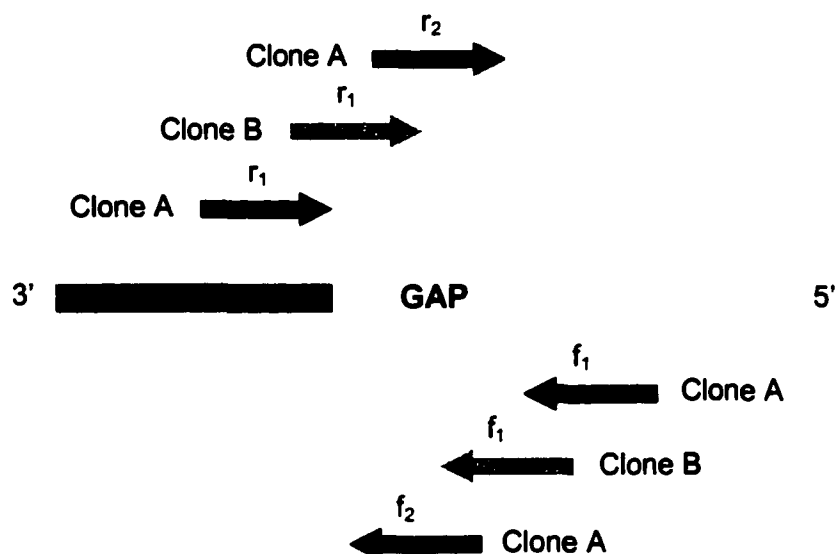 r₂
Clone A
r₁
Clone B
r₁
Clone A
3' GAP 5'
f₁
Clone A
f₁
Clone B
f₂
Clone A